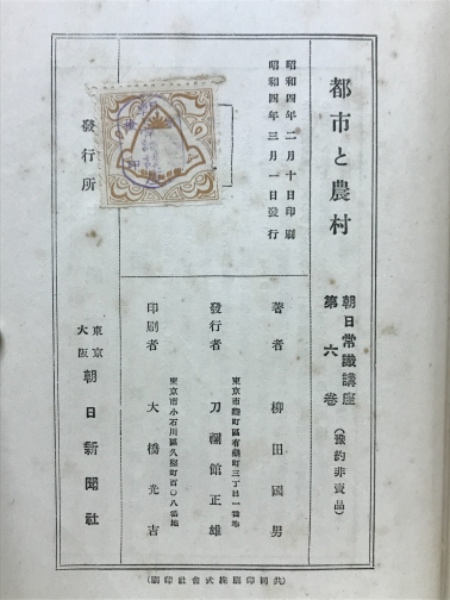 都市と農村
朝日常識講座
第六卷
（豫約非賣品）
昭和四年二月十日印刷
昭和四年三月一日發行
著者 柳田國男
東京市麹町區有樂町三丁目一番地
發行者 刀禰館正雄
東京市小石川區久堅町百〇八番地
印刷者 大橋光吉
發行所
東京
大阪
朝日新聞社
（共同印刷株式會社印刷）